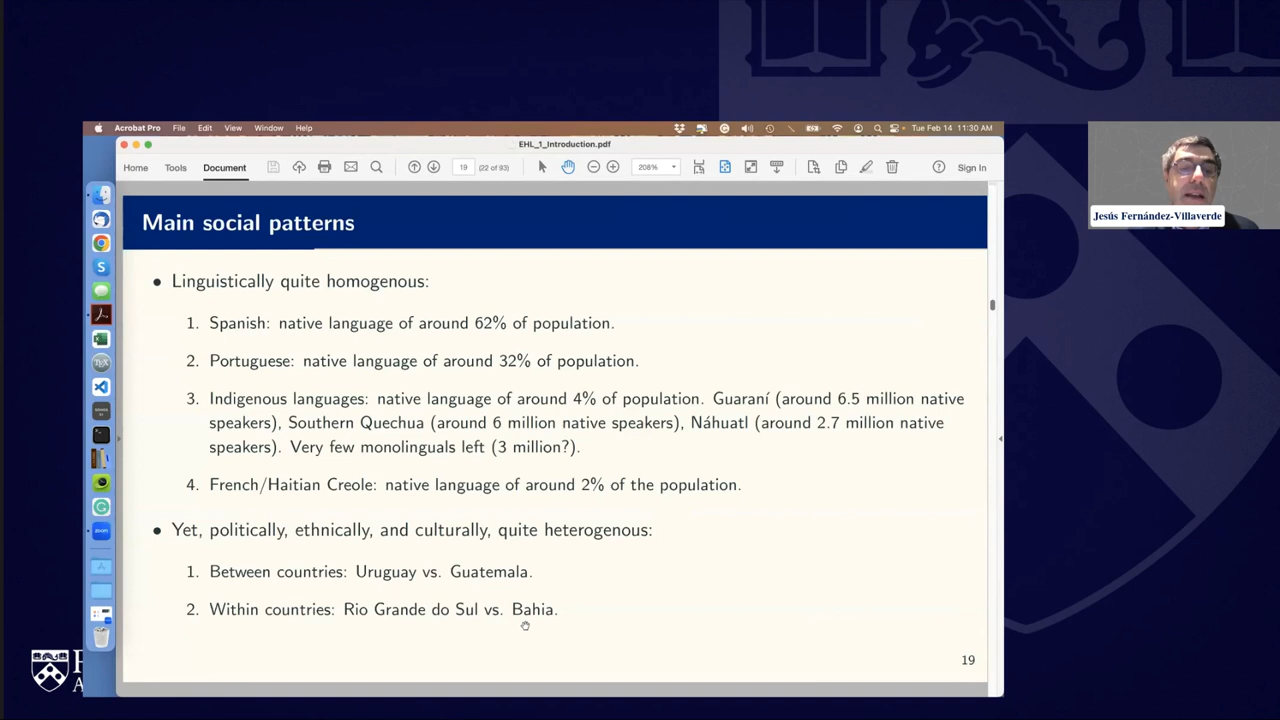 Acrobat Pro File Edit View Window Help Tue Feb 14 11:30 AM
EHL_1_Introduction.pdf
Home Tools Document 19 (22 of 93) 208% Sign In
Main social patterns
• Linguistically quite homogenous:
1. Spanish: native language of around 62% of population.
2. Portuguese: native language of around 32% of population.
3. Indigenous languages: native language of around 4% of population. Guaraní (around 6.5 million native
speakers), Southern Quechua (around 6 million native speakers), Náhuatl (around 2.7 million native
speakers). Very few monolinguals left (3 million?).
4. French/Haitian Creole: native language of around 2% of the population.
• Yet, politically, ethnically, and culturally, quite heterogenous:
1. Between countries: Uruguay vs. Guatemala.
2. Within countries: Rio Grande do Sul vs. Bahia.
19
Jesús Fernández-Villaverde